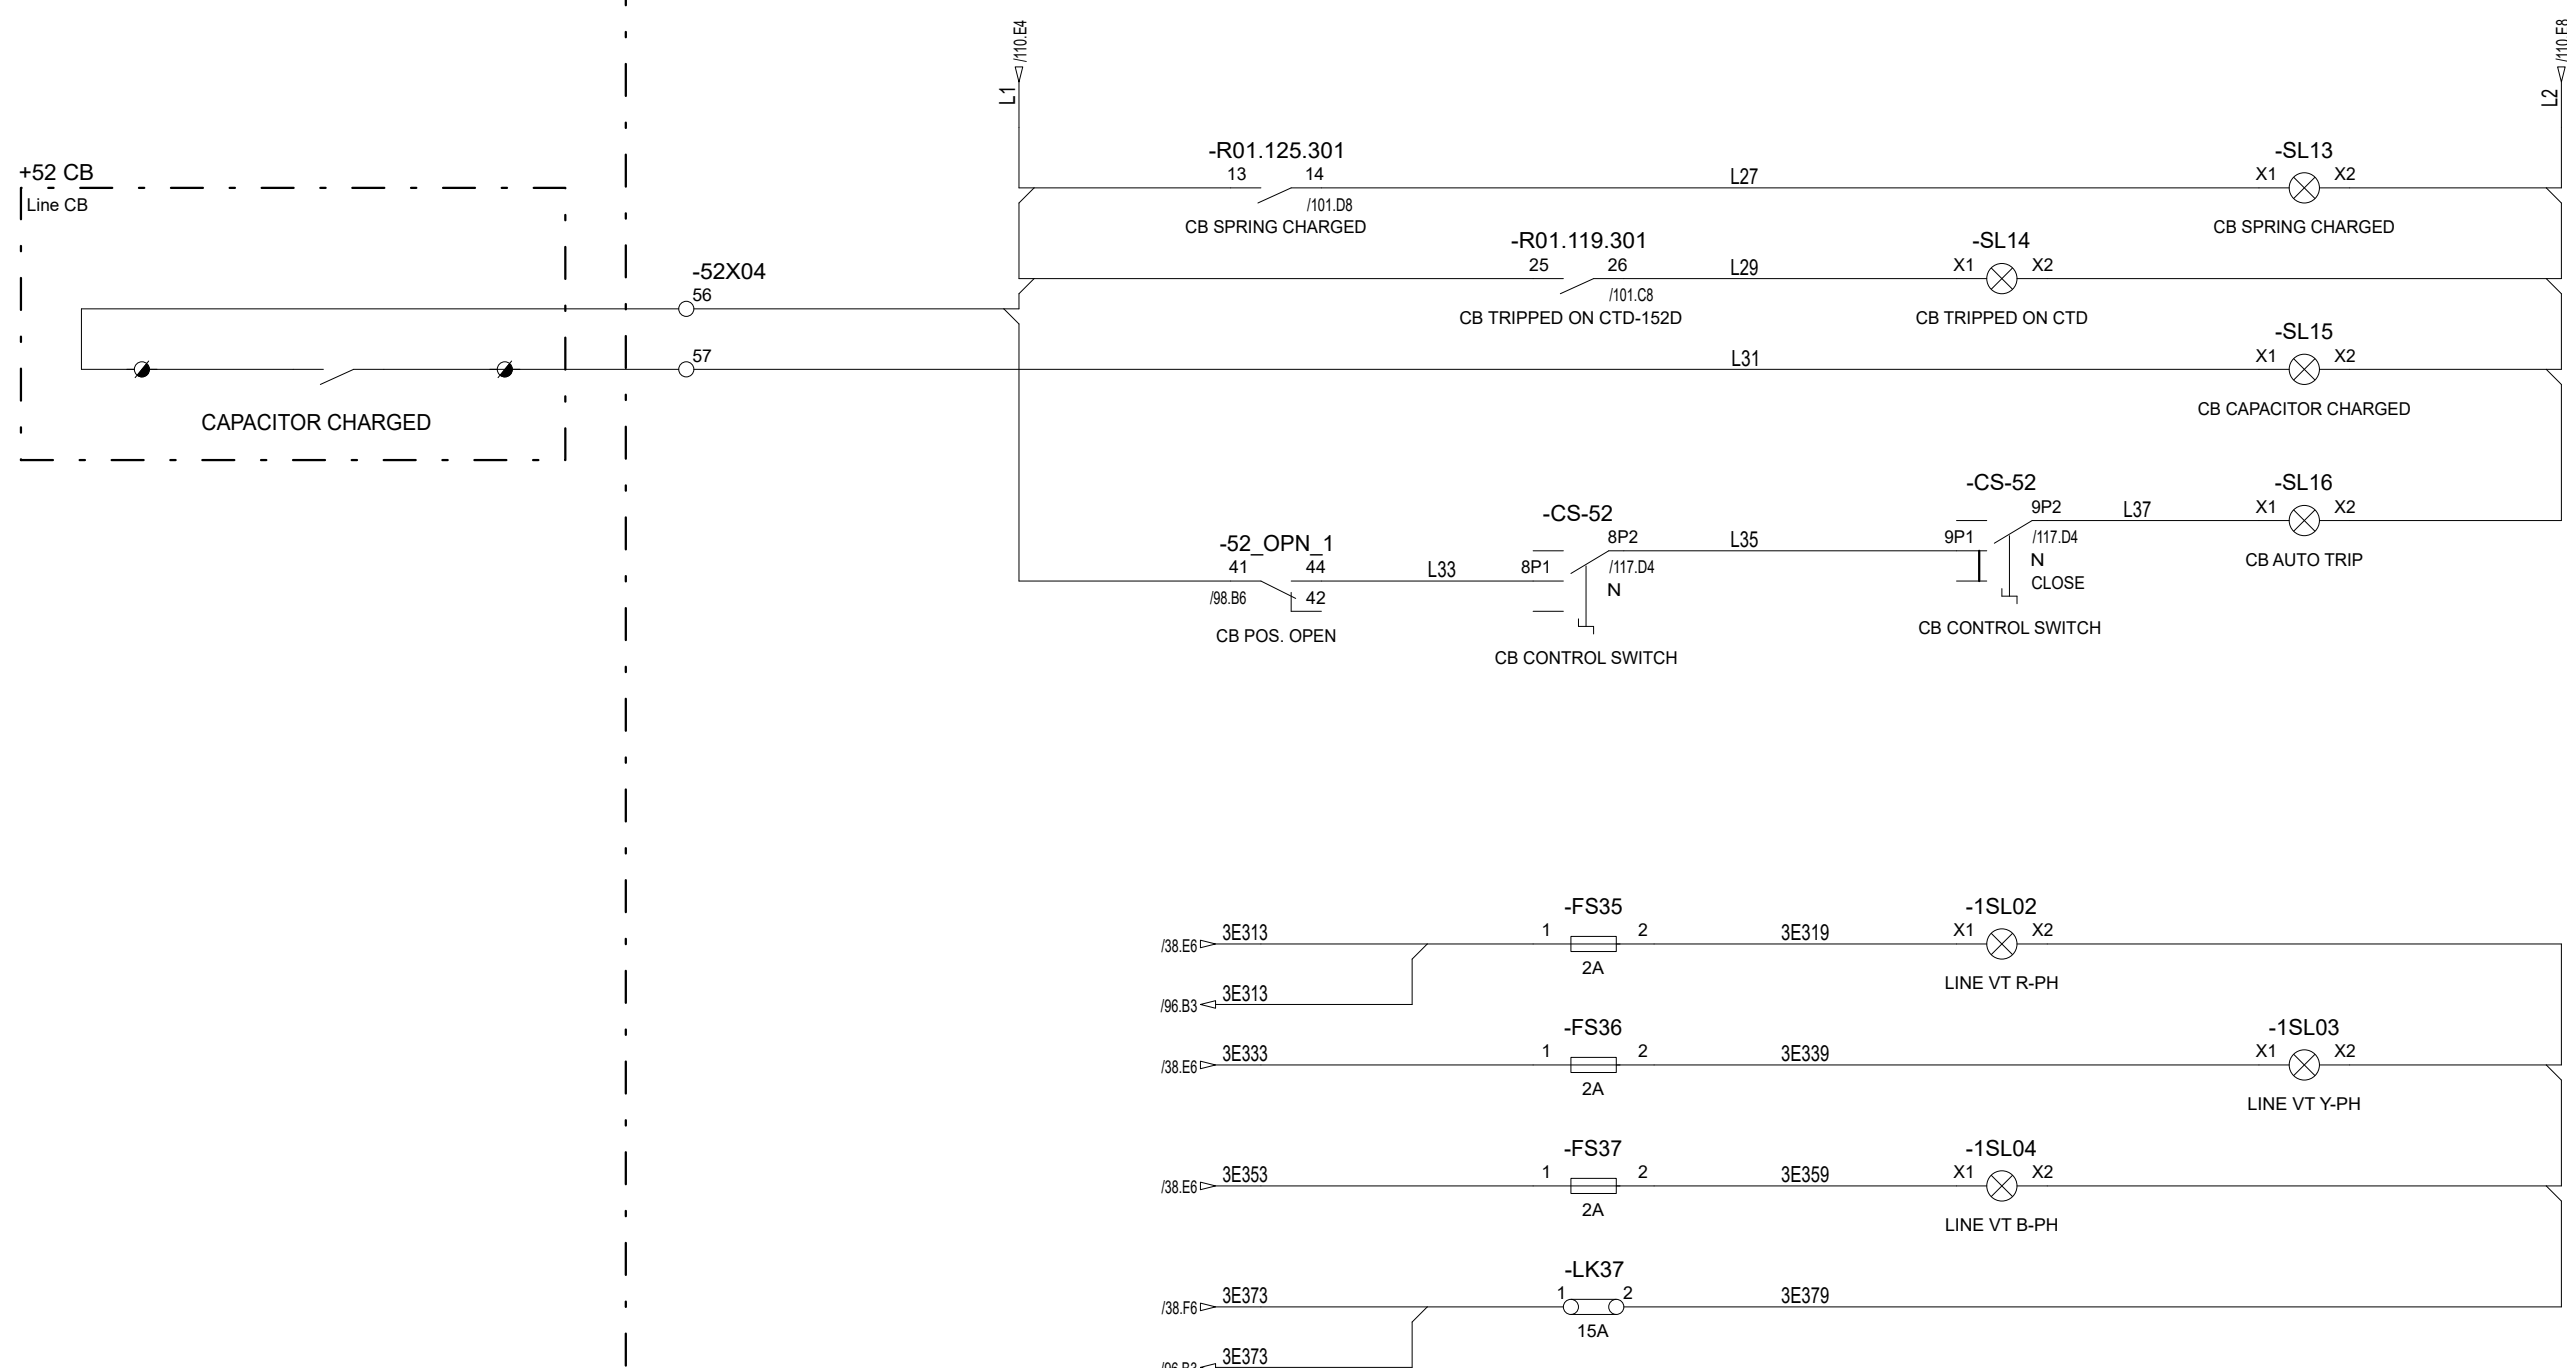 /110.E4
/110.E8
L1
L2
-R01.125.301
13 14
/101.D8
CB SPRING CHARGED
L27
-SL13
X1 X2
CB SPRING CHARGED
+52 CB
Line CB
-R01.119.301
25 26
/101.C8
CB TRIPPED ON CTD-152D
L29
-SL14
X1 X2
CB TRIPPED ON CTD
-52X04
56
57
L31
-SL15
X1 X2
CB CAPACITOR CHARGED
CAPACITOR CHARGED
-52_OPN_1
41 44
/98.B6 42
CB POS. OPEN
L33
-CS-52
8P2
8P1 /117.D4
N
CB CONTROL SWITCH
L35
-CS-52
9P2
9P1 /117.D4
N
CLOSE
CB CONTROL SWITCH
L37
-SL16
X1 X2
CB AUTO TRIP
/38.E6 3E313
-FS35
1 2
2A
3E319
-1SL02
X1 X2
LINE VT R-PH
/96.B3 3E313
/38.E6 3E333
-FS36
1 2
2A
3E339
-1SL03
X1 X2
LINE VT Y-PH
/38.E6 3E353
-FS37
1 2
2A
3E359
-1SL04
X1 X2
LINE VT B-PH
/38.F6 3E373
-LK37
1 2
15A
3E379
/96.B3 3E373